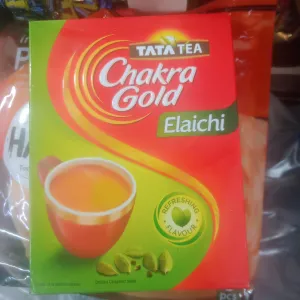 TATA TEA
Chakra
Gold
Elaichi
REFRESHING
FLAVOUR